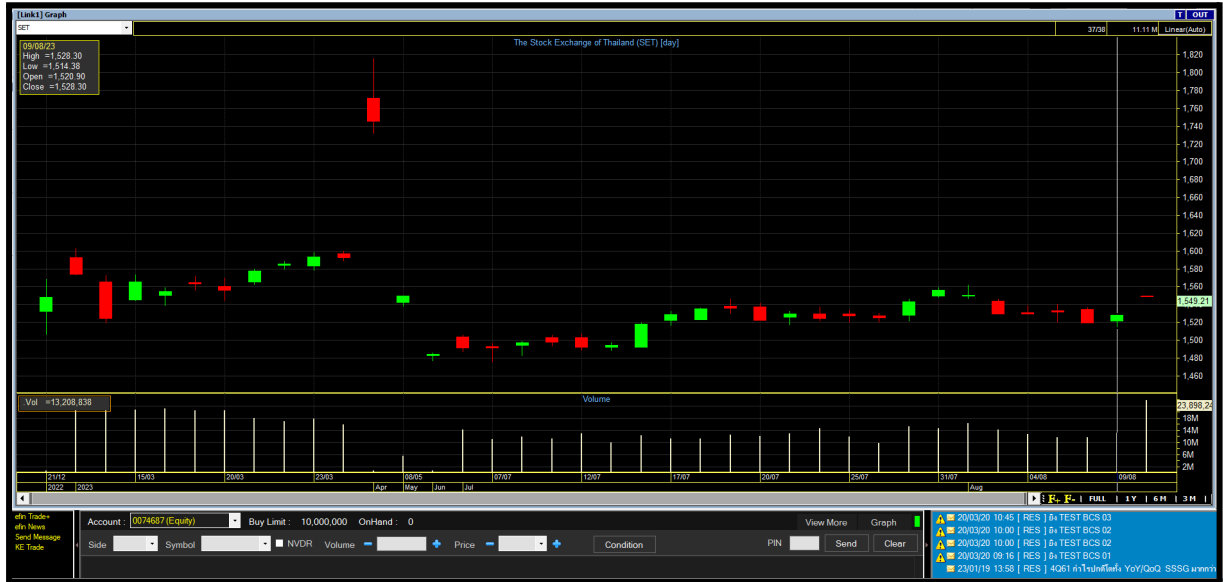 [Link1] Graph T OUT
SET 37/38 11.11 M Linear(Auto)
The Stock Exchange of Thailand (SET) [day]
09/08/23
High =1,528.30
Low =1,514.38
Open =1,520.90
Close =1,528.30
1,820
1,800
1,780
1,760
1,740
1,720
1,700
1,680
1,660
1,640
1,620
1,600
1,580
1,560
1,549.21
1,520
1,500
1,480
1,460
.Vol =13,208,838 Volume
23,898,24
18M
14M
10M
6M
2M
21/12 15/03 20/03 23/03 08/05 07/07 12/07 17/07 20/07 25/07 31/07 04/08 09/08
2022 2023 Apr May Jun Jul Aug
F+ F- | FULL | 1 Y | 6 M | 3 M |
efin Trade+
efin News
Send Message
KE Trade
Account : 0074687 (Equity) Buy Limit : 10,000,000 OnHand : 0 View More Graph
Side Symbol NVDR Volume Price Condition PIN Send Clear
20/03/20 10:45 [ RES ] ถึง TEST BCS 03
20/03/20 10:00 [ RES ] ถึง TEST BCS 02
20/03/20 10:00 [ RES ] ถึง TEST BCS 02
20/03/20 09:16 [ RES ] ถึง TEST BCS 01
23/01/19 13:58 [ RES ] 4Q61 กำไรปกติโตทั้ง YoY/QoQ SSSG มากกว่า